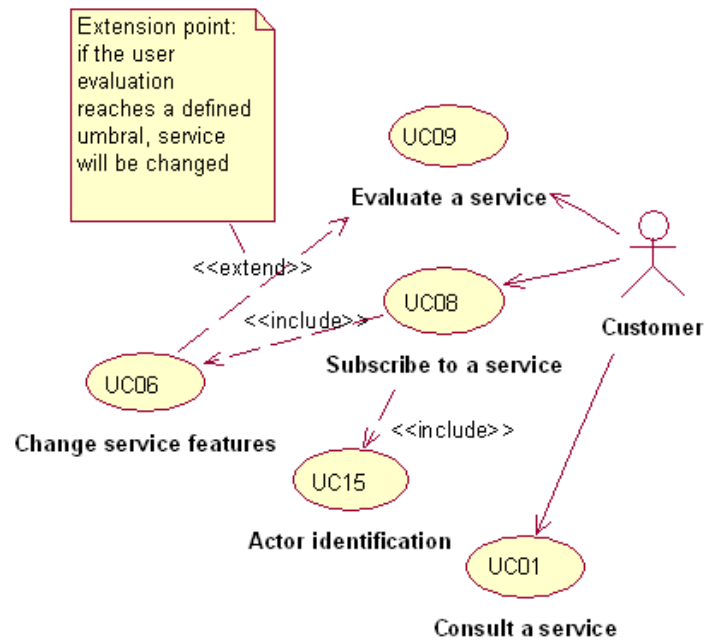 Extension point:
if the user
evaluation
reaches a defined
umbral, service
will be changed
UC09
Evaluate a service
<<extend>>
UC08
<<include>>
Customer
Subscribe to a service
UC06
Change service features
<<include>>
UC15
Actor identification
UC01
Consult a service